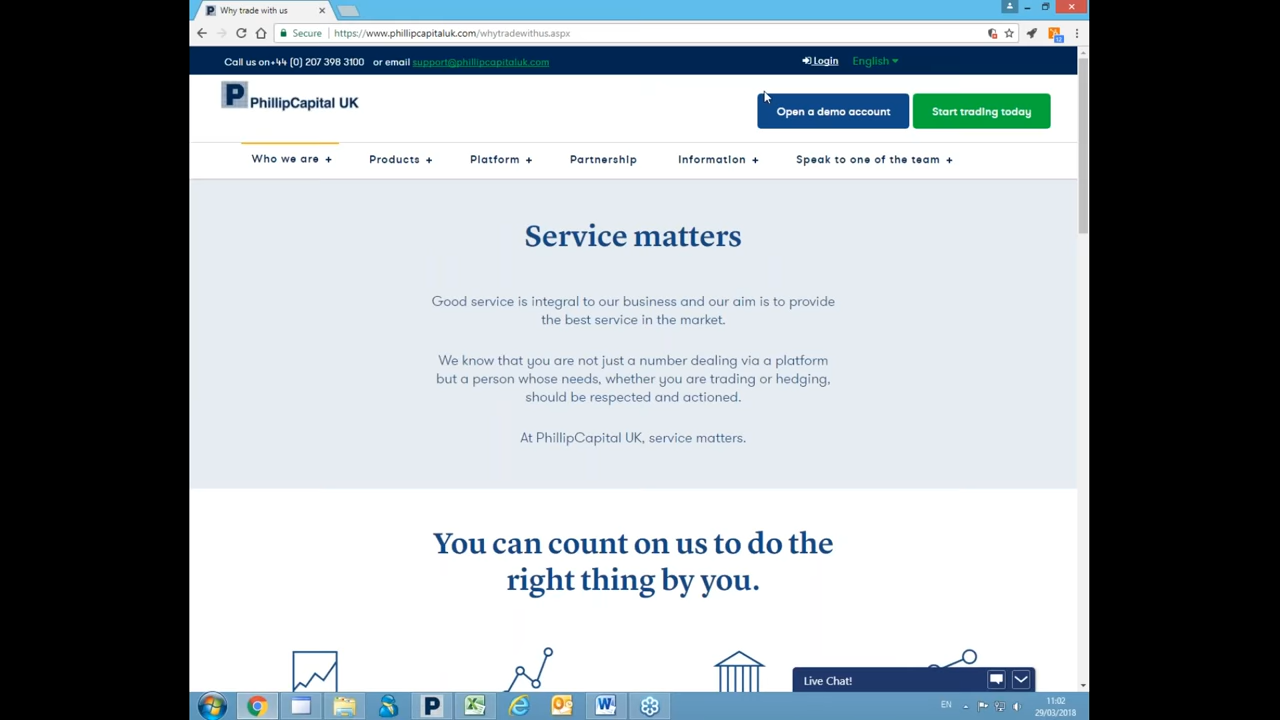 Why trade with us
Secure https://www.phillipcapitaluk.com/whytradewithus.aspx
Call us on+44 (0) 207 398 3100 or email support@phillipcapitaluk.com Login English
P PhillipCapital UK
Open a demo account Start trading today
Who we are + Products + Platform + Partnership Information + Speak to one of the team +
Service matters
Good service is integral to our business and our aim is to provide
the best service in the market.
We know that you are not just a number dealing via a platform
but a person whose needs, whether you are trading or hedging,
should be respected and actioned.
At PhillipCapital UK, service matters.
You can count on us to do the
right thing by you.
Live Chat!
EN 11:02
29/03/2018